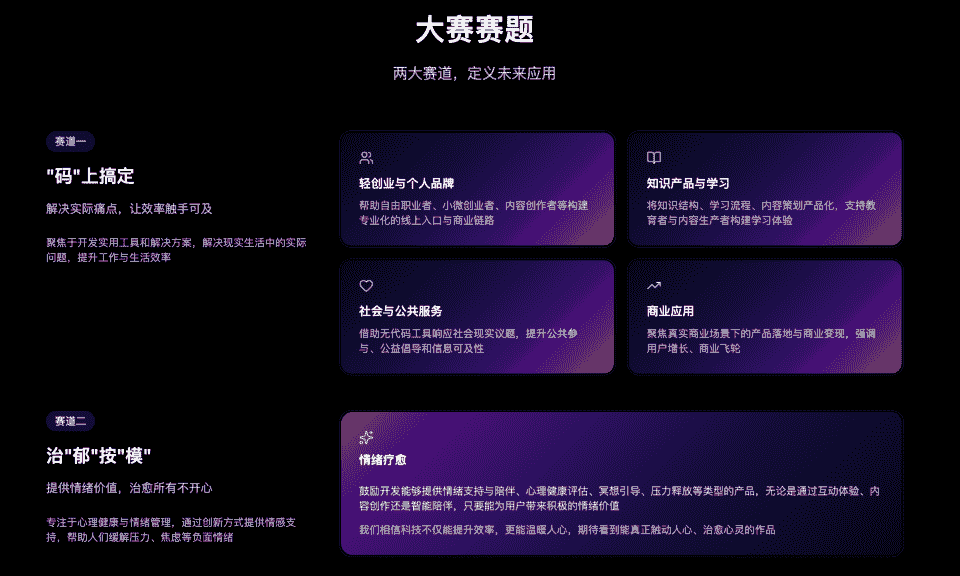 大赛赛题
两大赛道，定义未来应用
赛道一
"码"上搞定
解决实际痛点，让效率触手可及
聚焦于开发实用工具和解决方案，解决现实生活中的实际
问题，提升工作与生活效率
轻创业与个人品牌
帮助自由职业者、小微创业者、内容创作者等构建
专业化的线上入口与商业链路
知识产品与学习
将知识结构、学习流程、内容策划产品化，支持教
育者与内容生产者构建学习体验
社会与公共服务
借助无代码工具响应社会现实议题，提升公共参
与、公益倡导和信息可及性
商业应用
聚焦真实商业场景下的产品落地与商业变现，强调
用户增长、商业飞轮
赛道二
治"郁"按"模"
提供情绪价值，治愈所有不开心
专注于心理健康与情绪管理，通过创新方式提供情感支
持，帮助人们缓解压力、焦虑等负面情绪
情绪疗愈
鼓励开发能够提供情绪支持与陪伴、心理健康评估、冥想引导、压力释放等类型的产品，无论是通过互动体验、内
容创作还是智能陪伴，只要能为用户带来积极的情绪价值
我们相信科技不仅能提升效率，更能温暖人心，期待看到能真正触动人心、治愈心灵的作品